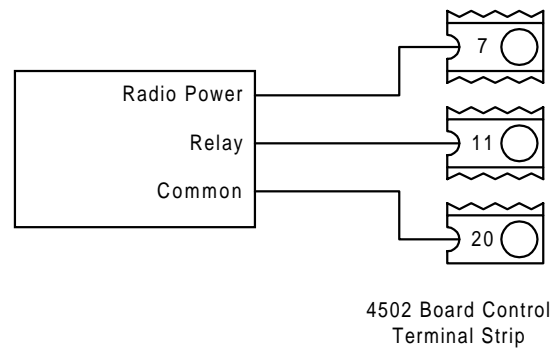 7
Radio Power
Relay
11
Common
20
4502 Board Control
Terminal Strip